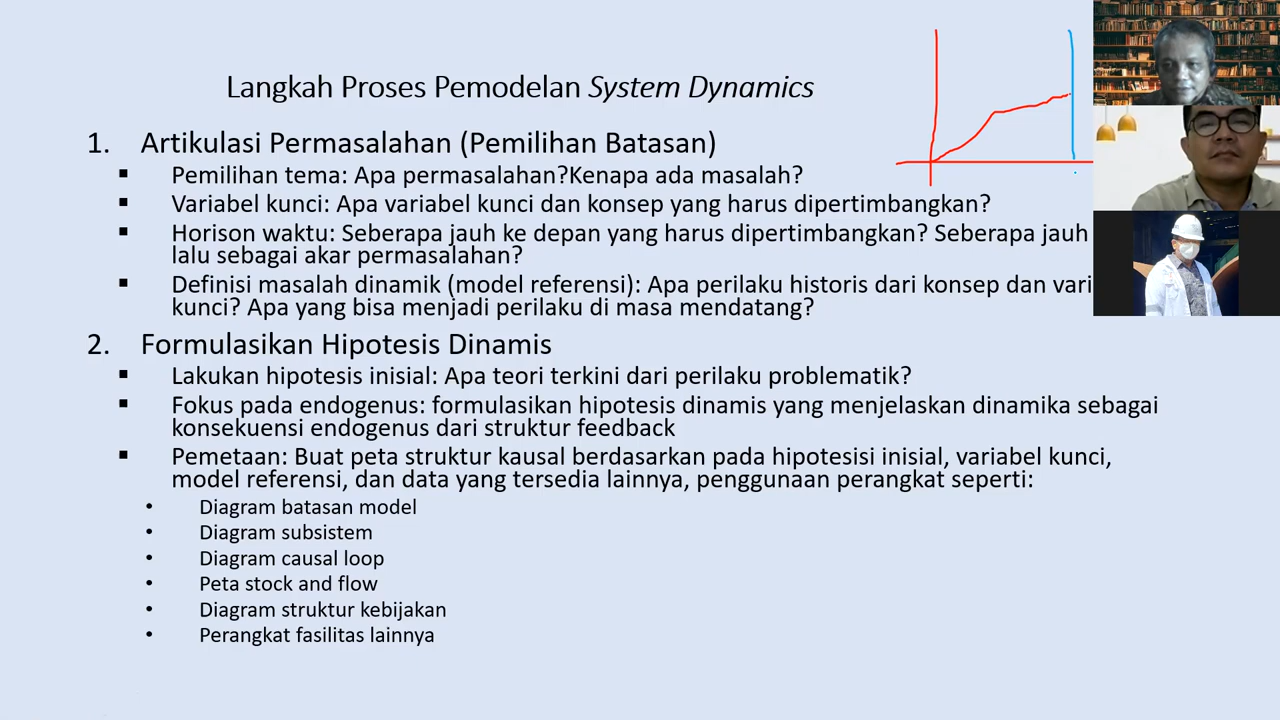 Langkah Proses Pemodelan System Dynamics
1. Artikulasi Permasalahan (Pemilihan Batasan)
▪ Pemilihan tema: Apa permasalahan?Kenapa ada masalah?
▪ Variabel kunci: Apa variabel kunci dan konsep yang harus dipertimbangkan?
▪ Horison waktu: Seberapa jauh ke depan yang harus dipertimbangkan? Seberapa jauh
lalu sebagai akar permasalahan?
▪ Definisi masalah dinamik (model referensi): Apa perilaku historis dari konsep dan vari
kunci? Apa yang bisa menjadi perilaku di masa mendatang?
2. Formulasikan Hipotesis Dinamis
▪ Lakukan hipotesis inisial: Apa teori terkini dari perilaku problematik?
▪ Fokus pada endogenus: formulasikan hipotesis dinamis yang menjelaskan dinamika sebagai
konsekuensi endogenus dari struktur feedback
▪ Pemetaan: Buat peta struktur kausal berdasarkan pada hipotesisi inisial, variabel kunci,
model referensi, dan data yang tersedia lainnya, penggunaan perangkat seperti:
• Diagram batasan model
• Diagram subsistem
• Diagram causal loop
• Peta stock and flow
• Diagram struktur kebijakan
• Perangkat fasilitas lainnya